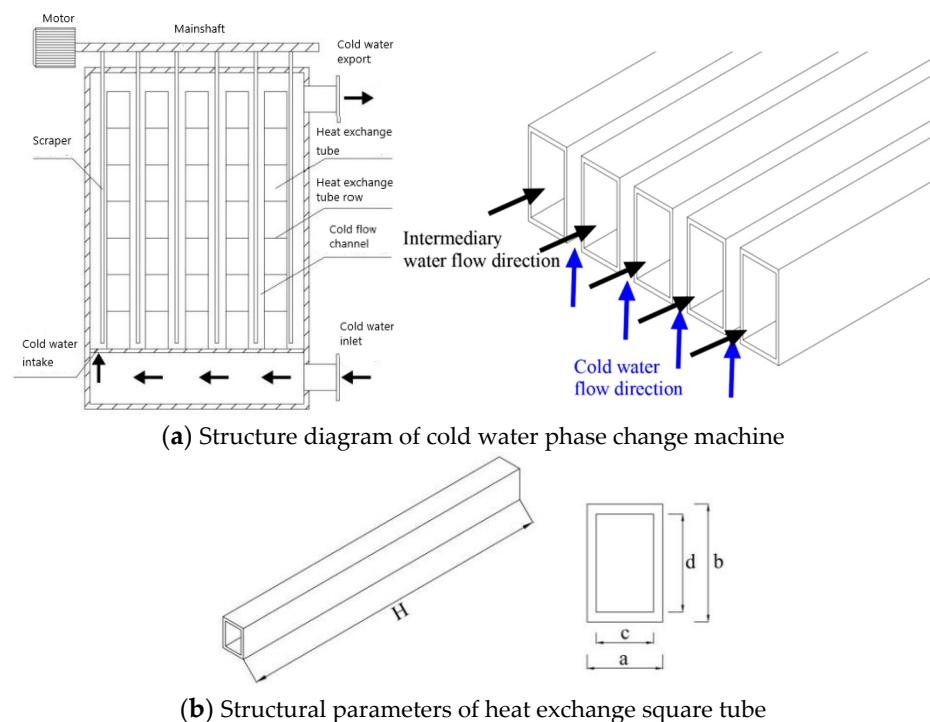 Motor
Mainshaft
Cold water
export
Scraper
Heat exchange
tube
Heat exchange
tube row
Cold flow
channel
Cold water
intake
Cold water
inlet
Intermediary
water flow direction
Cold water
flow direction
(a) Structure diagram of cold water phase change machine
H
d
b
c
a
(b) Structural parameters of heat exchange square tube